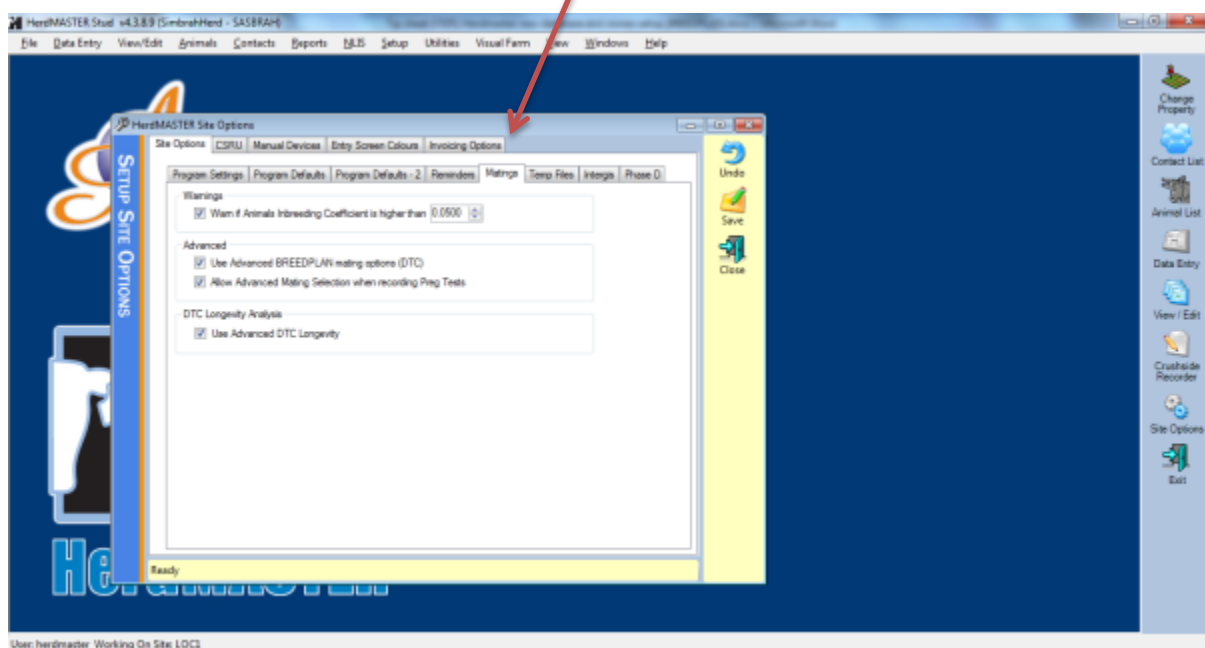 HerdMASTER Stud v4.3.8.9 (SimbrahHerd - SASBRAH)
File Data Entry View/Edit Animals Contacts Reports NLIS Setup Utilities Visual Farm View Windows Help
Change
Property
Contact List
Animal List
Data Entry
View / Edit
Crushside
Recorder
Site Options
Exit
HerdMASTER Site Options
SETUP SITE OPTIONS
Site Options CSRU Manual Devices Entry Screen Colours Invoicing Options
Program Settings Program Defaults Program Defaults - 2 Reminders Matings Temp Files Intergis Phase D
Warnings
Warn if Animals Inbreeding Coefficient is higher than 0.0500
Advanced
Use Advanced BREEDPLAN mating options (DTC)
Allow Advanced Mating Selection when recording Preg Tests
DTC Longevity Analysis
Use Advanced DTC Longevity
Undo
Save
Close
Ready
HerdMASTER
User: herdmaster Working On Site: LOC1